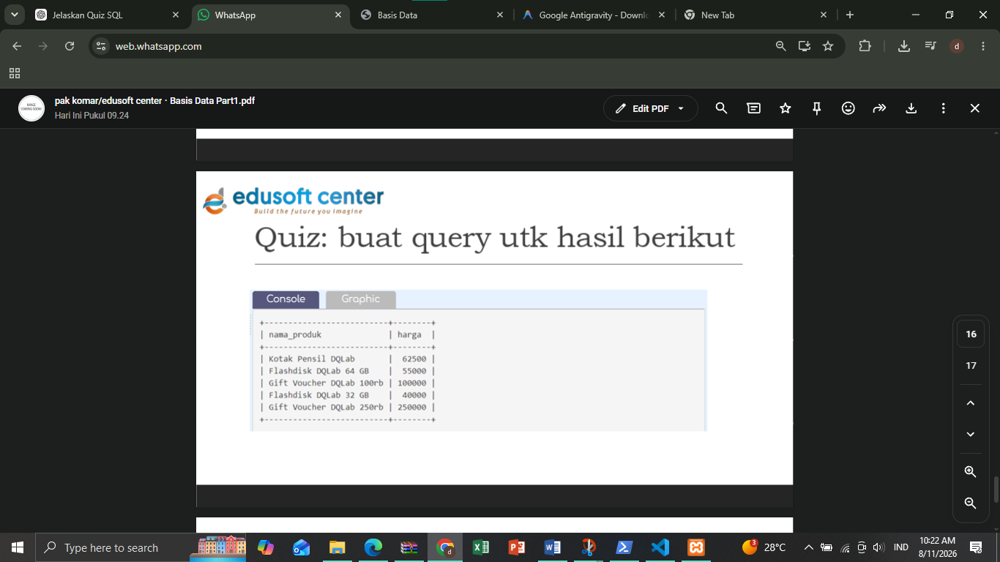 Jelaskan Quiz SQL
WhatsApp
Basis Data
Google Antigravity - Downlo
New Tab
web.whatsapp.com
d
IMAGE
COMING SOON
pak komar/edusoft center · Basis Data Part1.pdf
Hari Ini Pukul 09.24
Edit PDF
edusoft center
Build the future you imagine
Quiz: buat query utk hasil berikut
Console
Graphic
+-------------------------+--------+
| nama_produk | harga |
+-------------------------+--------+
| Kotak Pensil DQLab | 62500 |
| Flashdisk DQLab 64 GB | 55000 |
| Gift Voucher DQLab 100rb | 100000 |
| Flashdisk DQLab 32 GB | 40000 |
| Gift Voucher DQLab 250rb | 250000 |
+-------------------------+--------+
16
17
Type here to search
3
28°C
IND
10:22 AM
8/11/2026